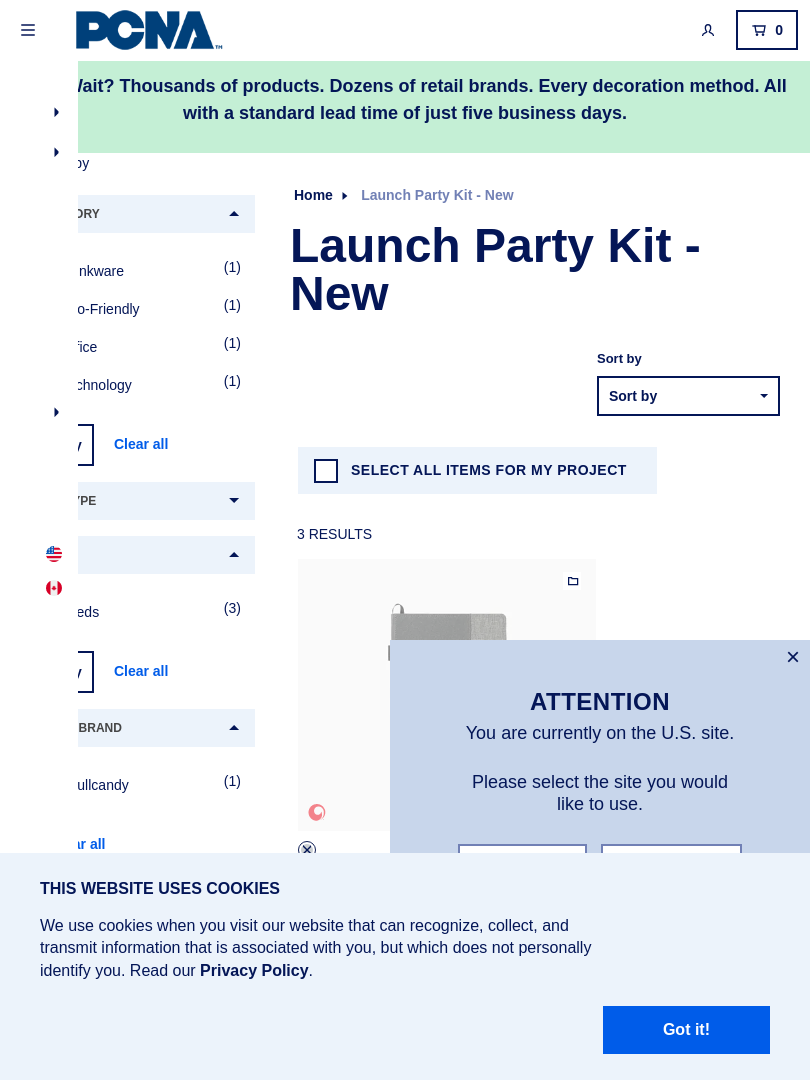 PCNA
TM
0
Wait? Thousands of products. Dozens of retail brands. Every decoration method. All
with a standard lead time of just five business days.
by
ORY
nkware (1)
o-Friendly (1)
fice (1)
chnology (1)
y
Clear all
YPE
eds (3)
y
Clear all
BRAND
ullcandy (1)
ar all
Home Launch Party Kit - New
Launch Party Kit -
New
Sort by
Sort by
SELECT ALL ITEMS FOR MY PROJECT
3 RESULTS
ATTENTION
You are currently on the U.S. site.
Please select the site you would
like to use.
THIS WEBSITE USES COOKIES
We use cookies when you visit our website that can recognize, collect, and
transmit information that is associated with you, but which does not personally
identify you. Read our Privacy Policy.
Got it!